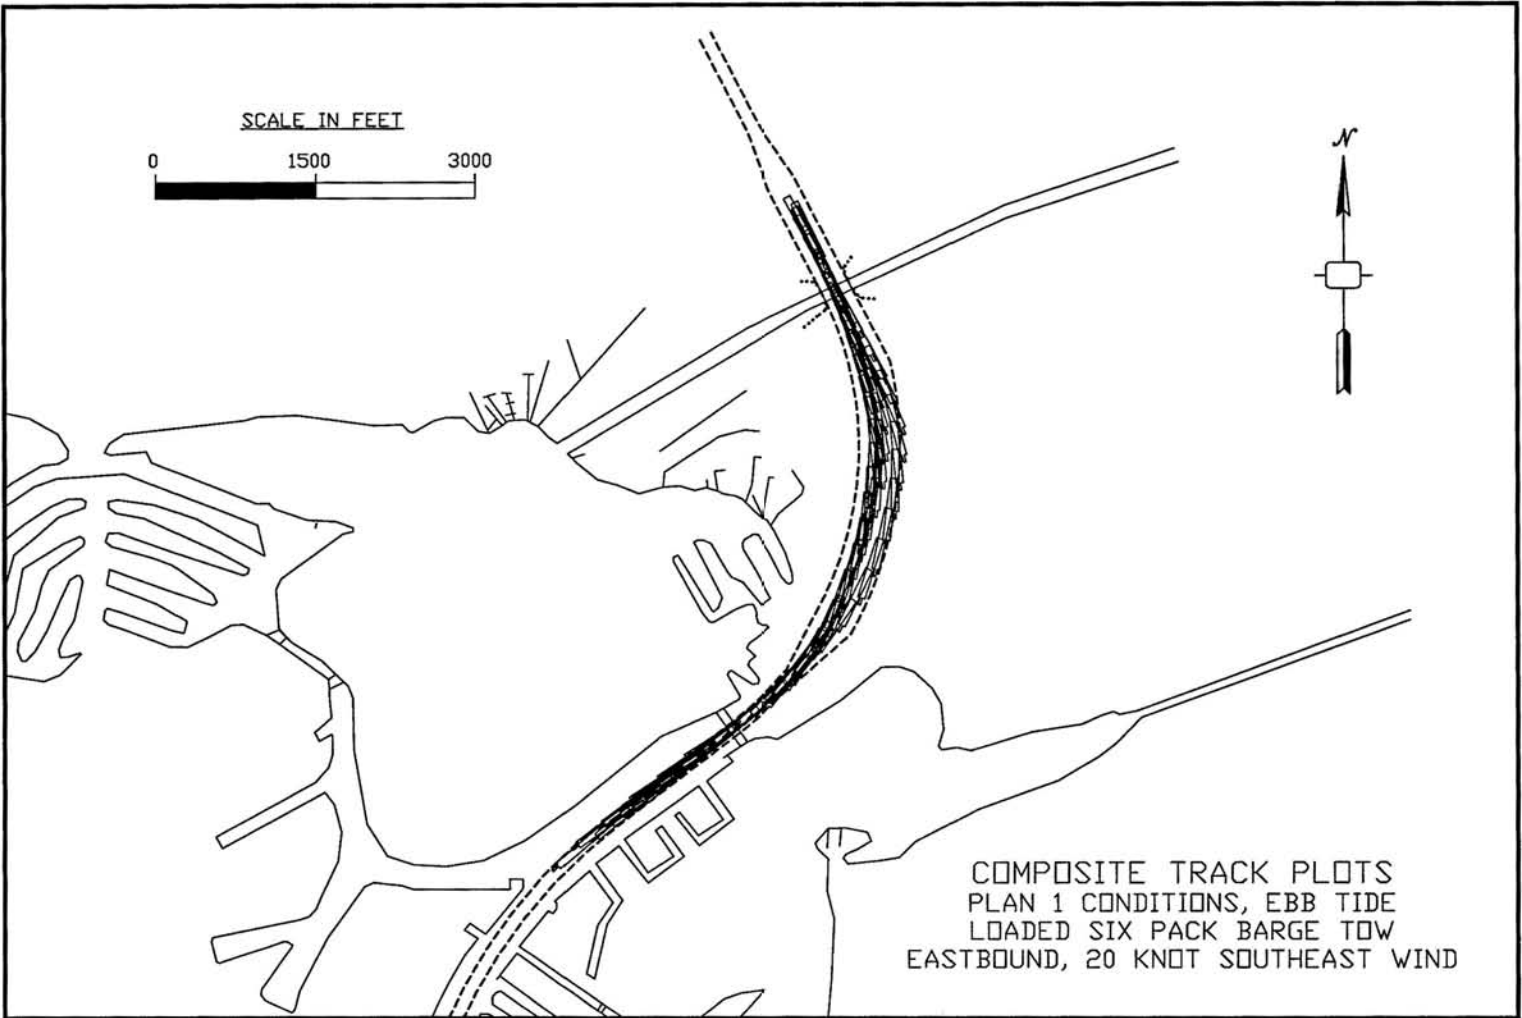 SCALE IN FEET
0 1500 3000
N
COMPOSITE TRACK PLOTS
PLAN 1 CONDITIONS, EBB TIDE
LOADED SIX PACK BARGE TOW
EASTBOUND, 20 KNOT SOUTHEAST WIND